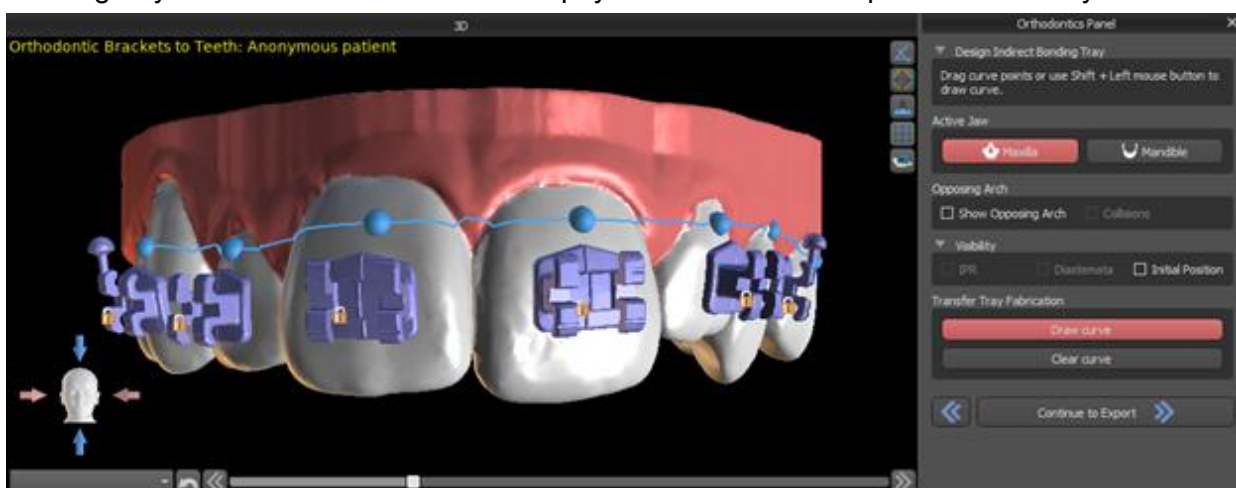 3D
Orthodontics Panel
Orthodontic Brackets to Teeth: Anonymous patient
Design Indirect Bonding Tray
Drag curve points or use Shift + Left mouse button to
draw curve.
Active Jaw
Maxilla Mandible
Opposing Arch
Show Opposing Arch Collisions
Visibility
IPR Diastemata Initial Position
Transfer Tray Fabrication
Draw curve
Clear curve
Continue to Export